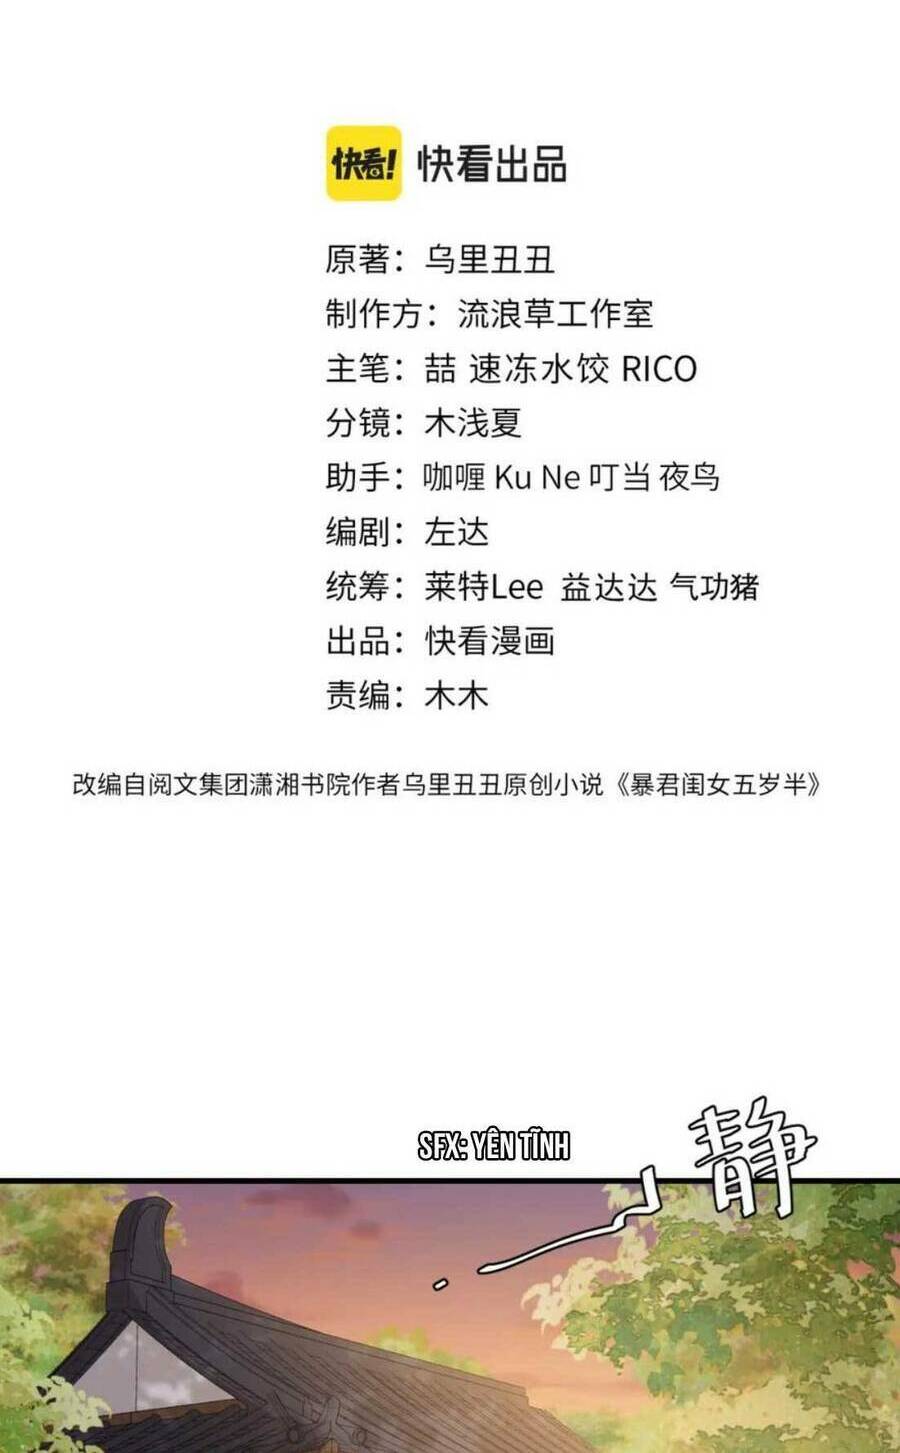 快看!
快看出品
原著：乌里丑丑
制作方：流浪草工作室
主笔：喆 速冻水饺 RICO
分镜：木浅夏
助手：咖喱 Ku Ne 叮当 夜鸟
编剧：左达
统筹：莱特Lee 益达达 气功猪
出品：快看漫画
责编：木木
改编自阅文集团潇湘书院作者乌里丑丑原创小说《暴君闺女五岁半》
静
SFX: YÊN TĨNH